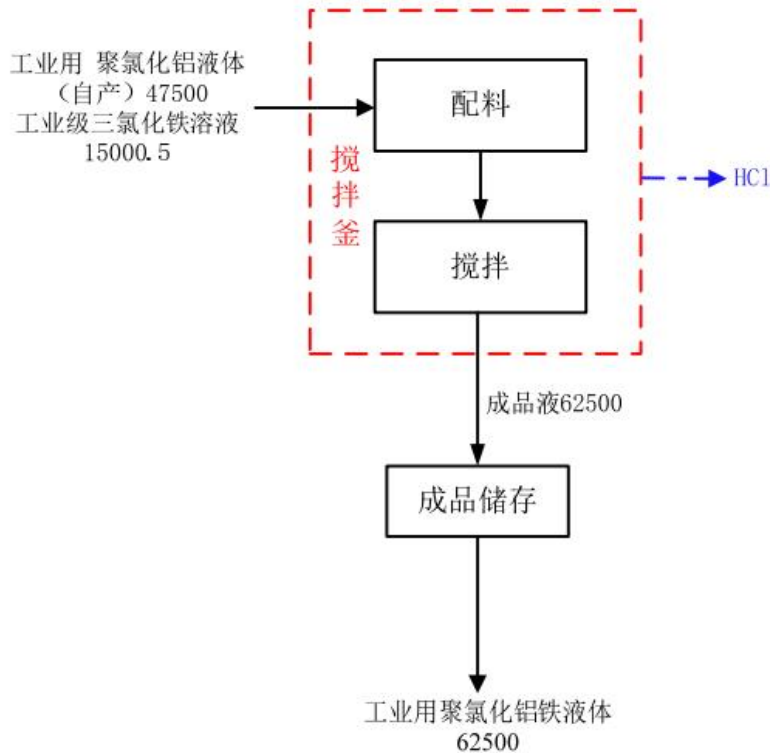 工业用 聚氯化铝液体
（自产）47500
工业级三氯化铁溶液
15000.5
配料
搅拌釜
HCl
搅拌
成品液62500
成品储存
工业用聚氯化铝铁液体
62500